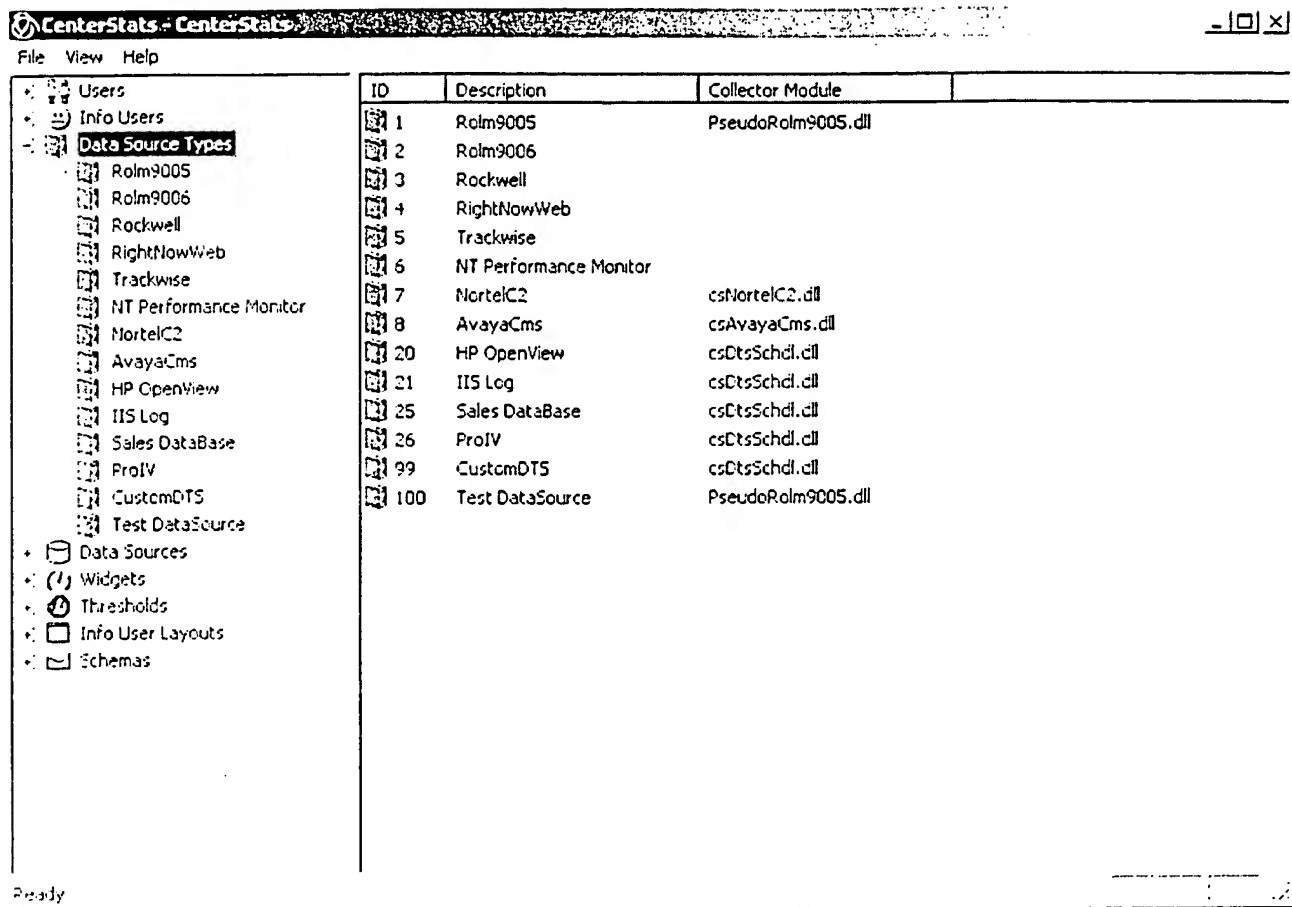 CenterStats - CenterStats
File View Help
Users
Info Users
Data Source Types
Rolm9005
Rolm9006
Rockwell
RightNowWeb
Trackwise
NT Performance Monitor
NortelC2
AvayaCms
HP OpenView
IIS Log
Sales DataBase
ProIV
CustomDTS
Test DataSource
Data Sources
Widgets
Thresholds
Info User Layouts
Schemas
ID Description Collector Module
1 Rolm9005 PseudoRolm9005.dll
2 Rolm9006
3 Rockwell
4 RightNowWeb
5 Trackwise
6 NT Performance Monitor
7 NortelC2 csNortelC2.dll
8 AvayaCms csAvayaCms.dll
20 HP OpenView csDtsSchdl.dll
21 IIS Log csDtsSchdl.dll
25 Sales DataBase csDtsSchdl.dll
26 ProIV csDtsSchdl.dll
99 CustomDTS csDtsSchdl.dll
100 Test DataSource PseudoRolm9005.dll
Ready